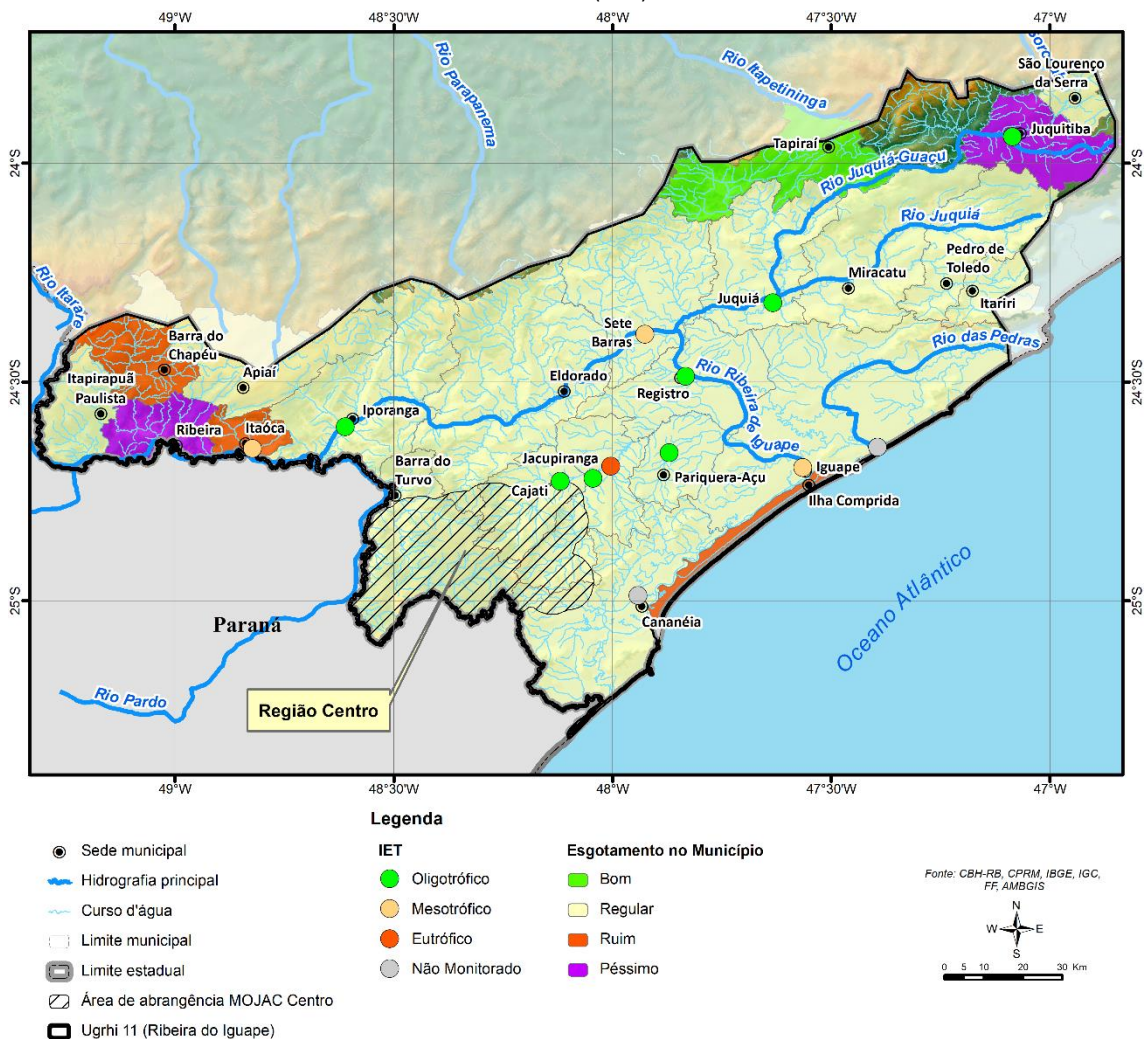 49°W
48°30'W
48°W
47°30'W
47°W
24°S
24°30'S
25°S
24°S
24°30'S
25°S
Rio Paranapanema
Rio Itapetininga
São Lourenço
da Serra
Juquitiba
Tapiraí
Rio Juquiá-Guaçu
Rio Juquiá
Pedro de
Toledo
Miracatu
Itariri
Juquiá
Rio Itarare
Sete
Barras
Rio das Pedras
Barra do
Chapéu
Apiaí
Itapirapuã
Paulista
Eldorado
Registro
Rio Ribeira de Iguape
Iporanga
Ribeira
Itaóca
Jacupiranga
Barra do
Turvo
Cajati
Pariquera-Açu
Iguape
Ilha Comprida
Cananéia
Oceano Atlântico
Paraná
Rio Pardo
Região Centro
49°W
48°30'W
48°W
47°30'W
47°W
Legenda
Sede municipal
Hidrografia principal
Curso d'água
Limite municipal
Limite estadual
Área de abrangência MOJAC Centro
Ugrhi 11 (Ribeira do Iguape)
IET
Oligotrófico
Mesotrófico
Eutrófico
Não Monitorado
Esgotamento no Município
Bom
Regular
Ruim
Péssimo
Fonte: CBH-RB, CPRM, IBGE, IGC,
FF, AMBGIS
N
W E
S
0 5 10 20 30 Km